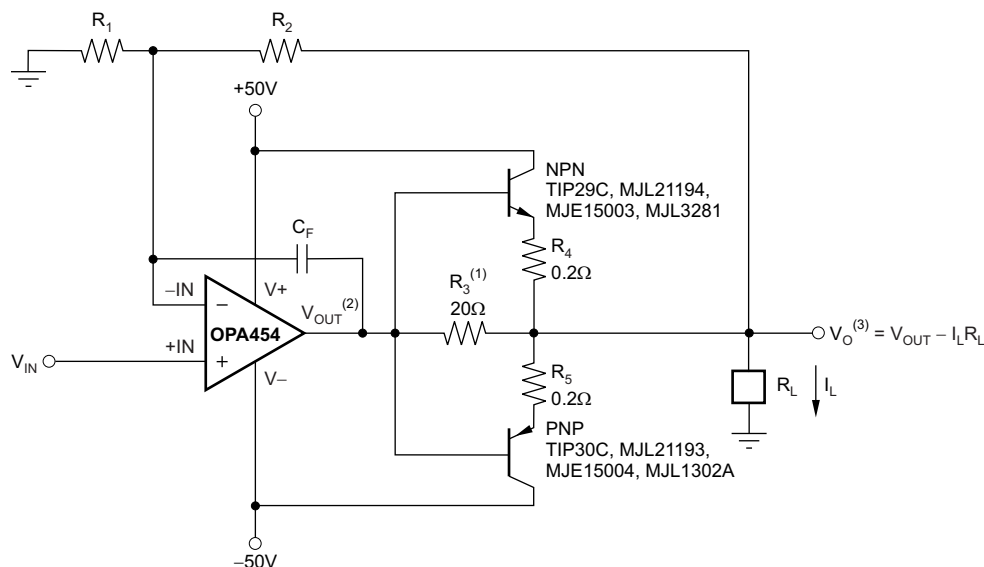 R1
R2
+50V
NPN
TIP29C, MJL21194,
MJE15003, MJL3281
CF
R4
0.2Ω
R3(1)
20Ω
−IN
V+
VOUT(2)
−
OPA454
VIN
+IN
+
V−
VO(3) = VOUT − ILRL
R5
0.2Ω
RL
IL
PNP
TIP30C, MJL21193,
MJE15004, MJL1302A
−50V